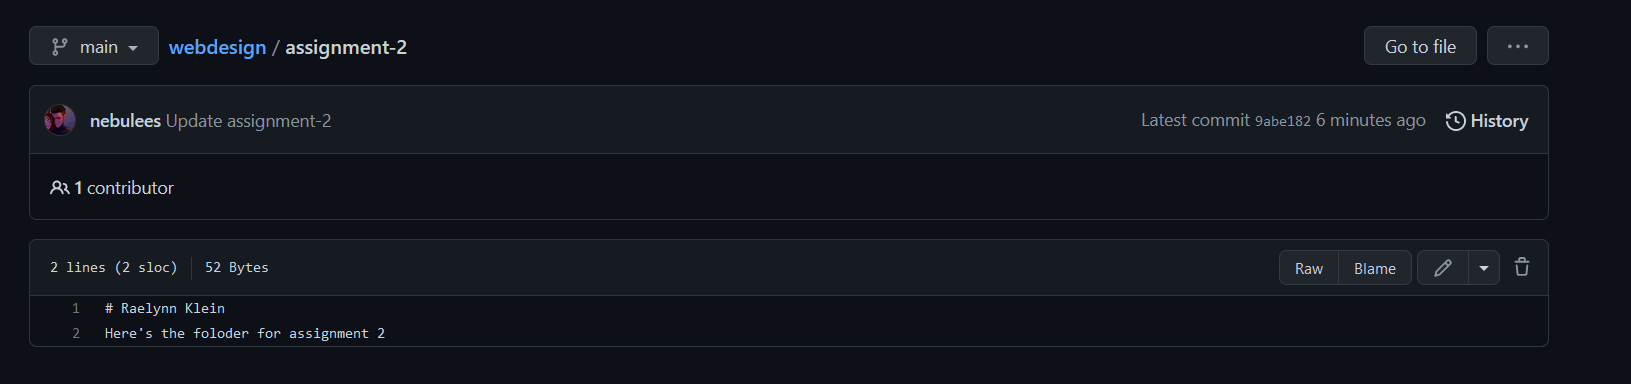 main webdesign / assignment-2 Go to file ...
nebulees Update assignment-2 Latest commit 9abe182 6 minutes ago History
1 contributor
2 lines (2 sloc) 52 Bytes Raw Blame
1 # Raelynn Klein
2 Here's the foloder for assignment 2